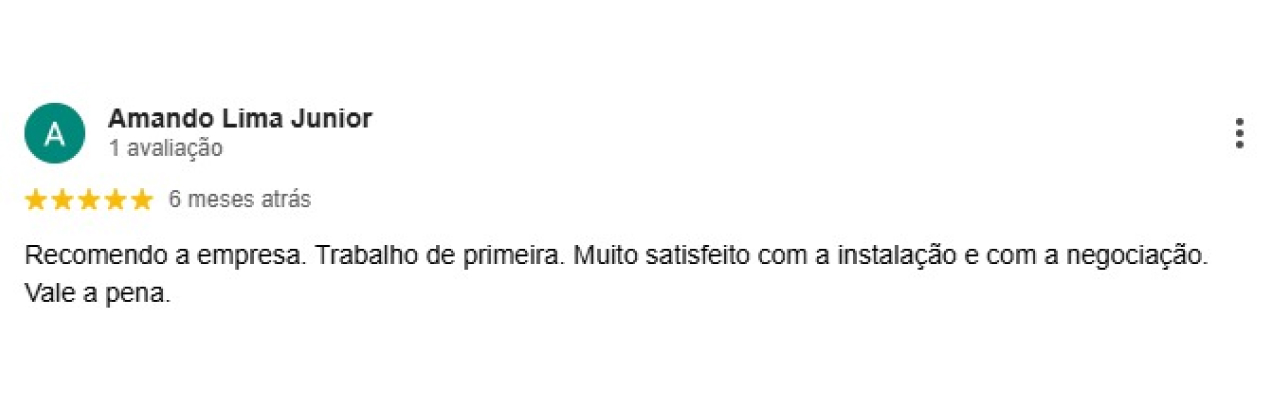 A
Amando Lima Junior
1 avaliação
6 meses atrás
Recomendo a empresa. Trabalho de primeira. Muito satisfeito com a instalação e com a negociação.
Vale a pena.